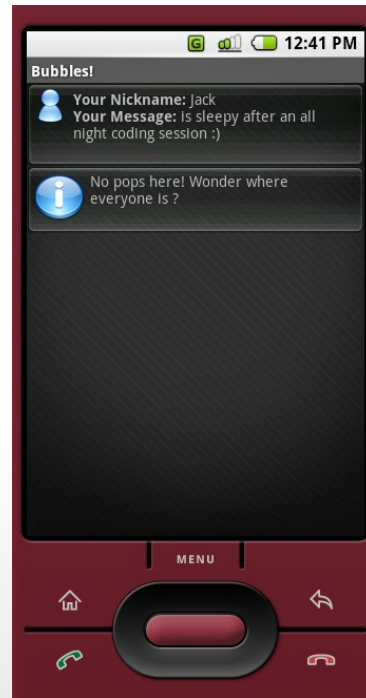 G 12:41 PM
Bubbles!
Your Nickname: Jack
Your Message: is sleepy after an all
night coding session :)
No pops here! Wonder where
everyone is ?
MENU